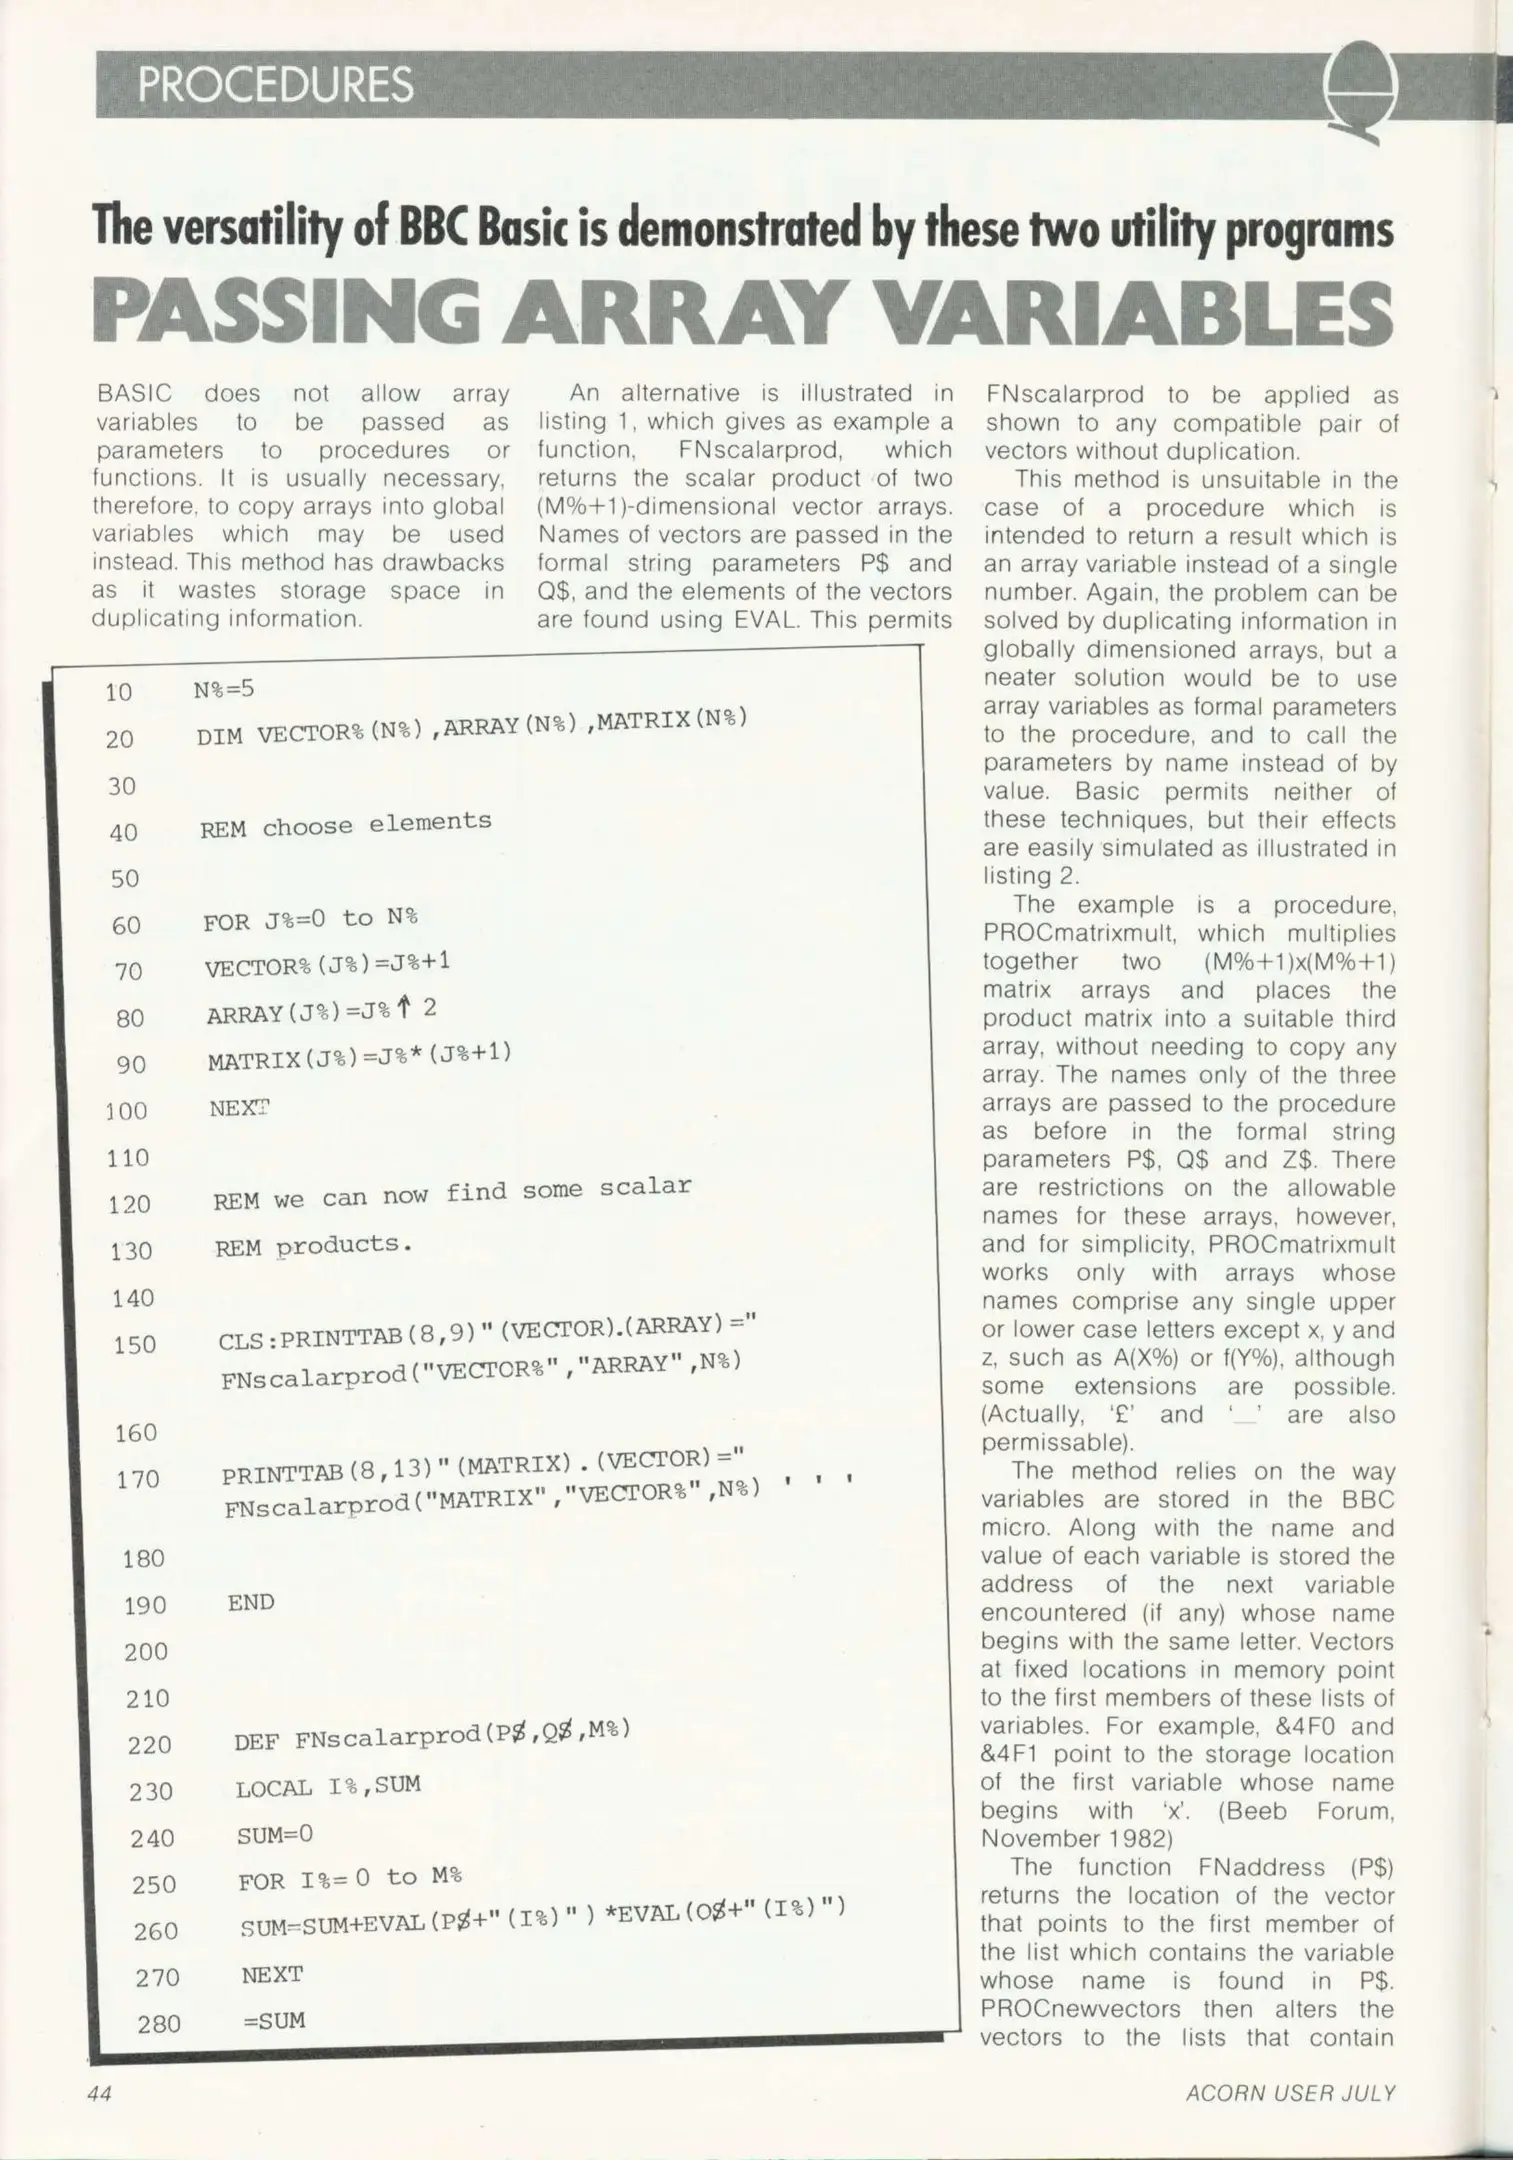 PROCEDURES
The versatility of BBC Basic is demonstrated by these two utility programs
PASSING ARRAY VARIABLES
BASIC does not allow array
variables to be passed as
parameters to procedures or
functions. It is usually necessary,
therefore, to copy arrays into global
variables which may be used
instead. This method has drawbacks
as it wastes storage space in
duplicating information.
An alternative is illustrated in
listing 1, which gives as example a
function, FNscalarprod, which
returns the scalar product of two
(M%+1)-dimensional vector arrays.
Names of vectors are passed in the
formal string parameters P$ and
Q$, and the elements of the vectors
are found using EVAL. This permits
10 N%=5
20 DIM VECTOR%(N%),ARRAY(N%),MATRIX(N%)
30
40 REM choose elements
50
60 FOR J%=0 to N%
70 VECTOR%(J%)=J%+1
80 ARRAY(J%)=J%↑ 2
90 MATRIX(J%)=J%*(J%+1)
100 NEXT
110
120 REM we can now find some scalar
130 REM products.
140
150 CLS:PRINTTAB(8,9)"(VECTOR).(ARRAY)="
FNscalarprod("VECTOR%","ARRAY",N%)
160
170 PRINTTAB(8,13)"(MATRIX).(VECTOR)="
FNscalarprod("MATRIX","VECTOR%",N%) ' ' '
180
190 END
200
210
220 DEF FNscalarprod(P$,Q$,M%)
230 LOCAL I%,SUM
240 SUM=0
250 FOR I%=0 to M%
260 SUM=SUM+EVAL(P$+"(I%)")*EVAL(O$+"(I%)")
270 NEXT
280 =SUM
FNscalarprod to be applied as
shown to any compatible pair of
vectors without duplication.
This method is unsuitable in the
case of a procedure which is
intended to return a result which is
an array variable instead of a single
number. Again, the problem can be
solved by duplicating information in
globally dimensioned arrays, but a
neater solution would be to use
array variables as formal parameters
to the procedure, and to call the
parameters by name instead of by
value. Basic permits neither of
these techniques, but their effects
are easily simulated as illustrated in
listing 2.
The example is a procedure,
PROCmatrixmult, which multiplies
together two (M%+1)x(M%+1)
matrix arrays and places the
product matrix into a suitable third
array, without needing to copy any
array. The names only of the three
arrays are passed to the procedure
as before in the formal string
parameters P$, Q$ and Z$. There
are restrictions on the allowable
names for these arrays, however,
and for simplicity, PROCmatrixmult
works only with arrays whose
names comprise any single upper
or lower case letters except x, y and
z, such as A(X%) or f(Y%), although
some extensions are possible.
(Actually, '£' and '_' are also
permissable).
The method relies on the way
variables are stored in the BBC
micro. Along with the name and
value of each variable is stored the
address of the next variable
encountered (if any) whose name
begins with the same letter. Vectors
at fixed locations in memory point
to the first members of these lists of
variables. For example, &4F0 and
&4F1 point to the storage location
of the first variable whose name
begins with 'x'. (Beeb Forum,
November 1982)
The function FNaddress (P$)
returns the location of the vector
that points to the first member of
the list which contains the variable
whose name is found in P$.
PROCnewvectors then alters the
vectors to the lists that contain
44
ACORN USER JULY